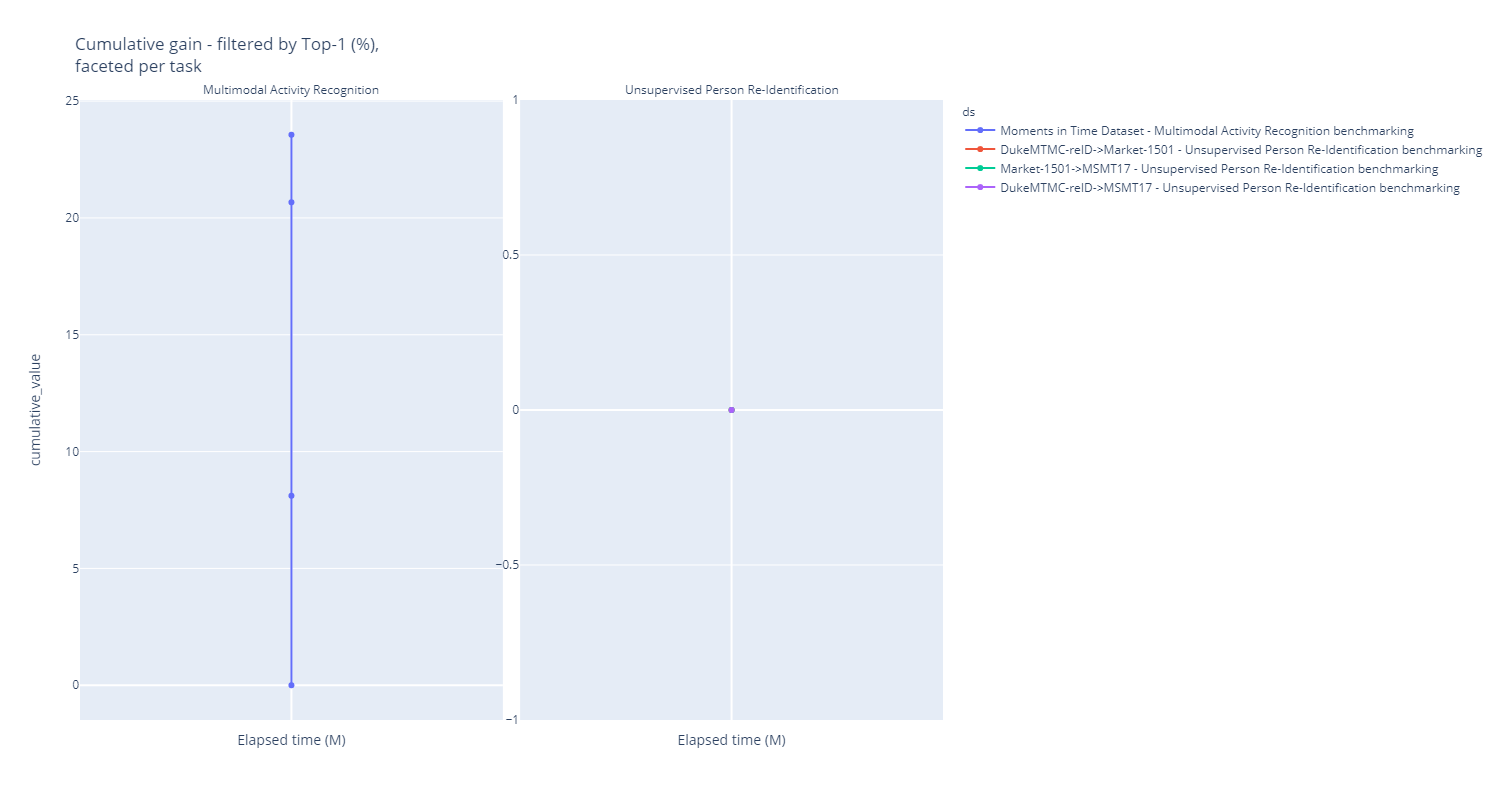 Cumulative gain - filtered by Top-1 (%),
faceted per task
Multimodal Activity Recognition
Unsupervised Person Re-Identification
25
20
15
10
5
0
cumulative_value
Elapsed time (M)
1
0.5
0
−0.5
−1
Elapsed time (M)
ds
Moments in Time Dataset - Multimodal Activity Recognition benchmarking
DukeMTMC-reID->Market-1501 - Unsupervised Person Re-Identification benchmarking
Market-1501->MSMT17 - Unsupervised Person Re-Identification benchmarking
DukeMTMC-reID->MSMT17 - Unsupervised Person Re-Identification benchmarking